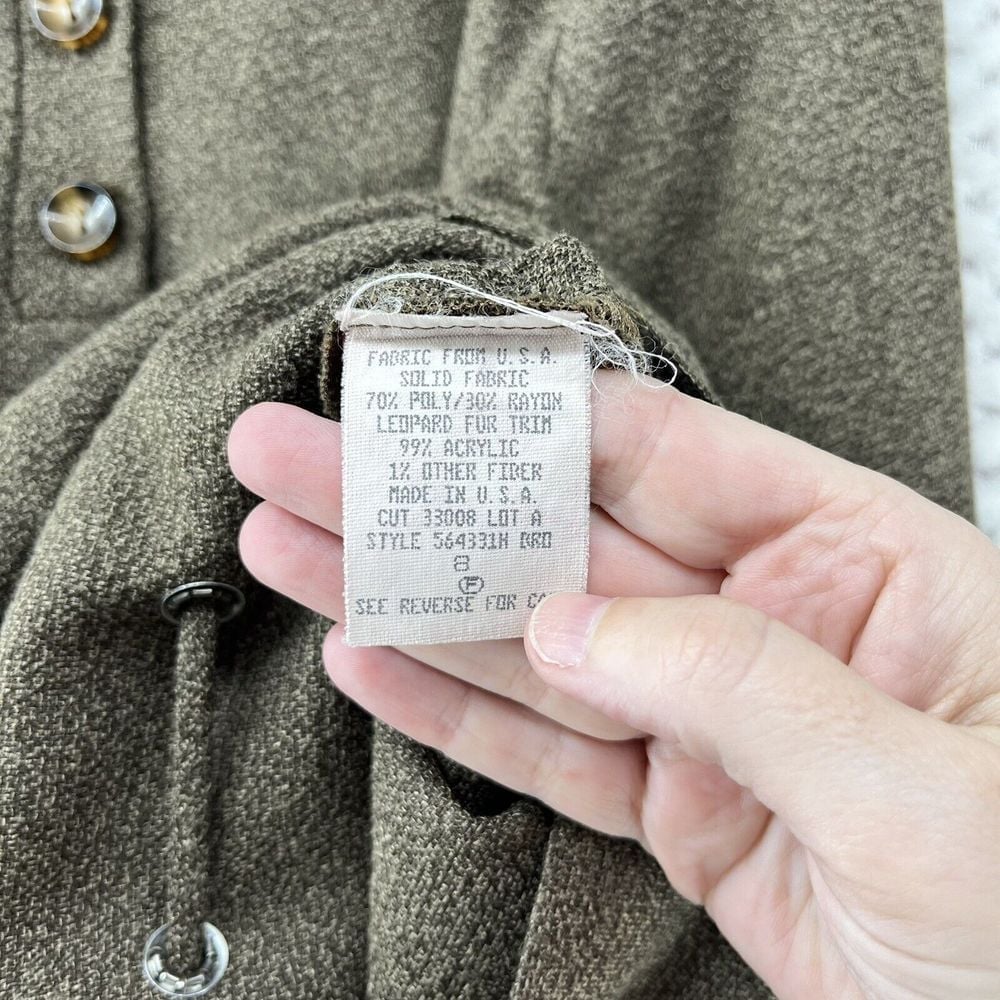 FABRIC FROM U.S.A.
SOLID FABRIC
70% POLY/30% RAYON
LEOPARD FUR TRIM
99% ACRYLIC
1% OTHER FIBER
MADE IN U.S.A.
CUT 33008 LOT A
STYLE 564331H
8
F
SEE REVERSE FOR